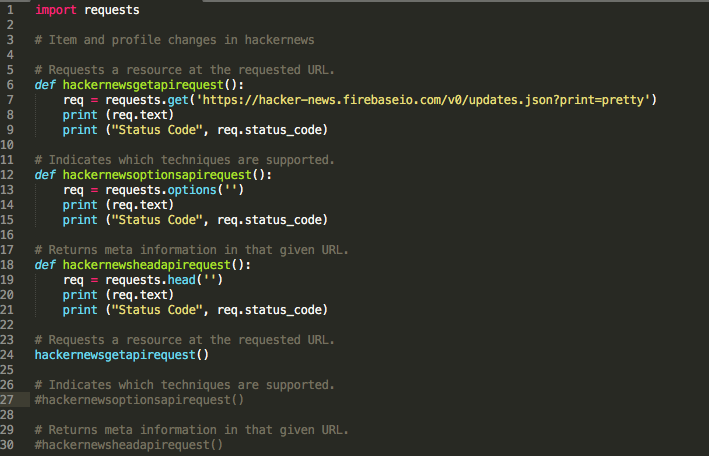 1 import requests
2
3 # Item and profile changes in hackernews
4
5 # Requests a resource at the requested URL.
6 def hackernewsgetapirequest():
7     req = requests.get('https://hacker-news.firebaseio.com/v0/updates.json?print=pretty')
8     print (req.text)
9     print ("Status Code", req.status_code)
10
11 # Indicates which techniques are supported.
12 def hackernewsoptionsapirequest():
13     req = requests.options('')
14     print (req.text)
15     print ("Status Code", req.status_code)
16
17 # Returns meta information in that given URL.
18 def hackernewsheadapirequest():
19     req = requests.head('')
20     print (req.text)
21     print ("Status Code", req.status_code)
22
23 # Requests a resource at the requested URL.
24 hackernewsgetapirequest()
25
26 # Indicates which techniques are supported.
27 #hackernewsoptionsapirequest()
28
29 # Returns meta information in that given URL.
30 #hackernewsheadapirequest()